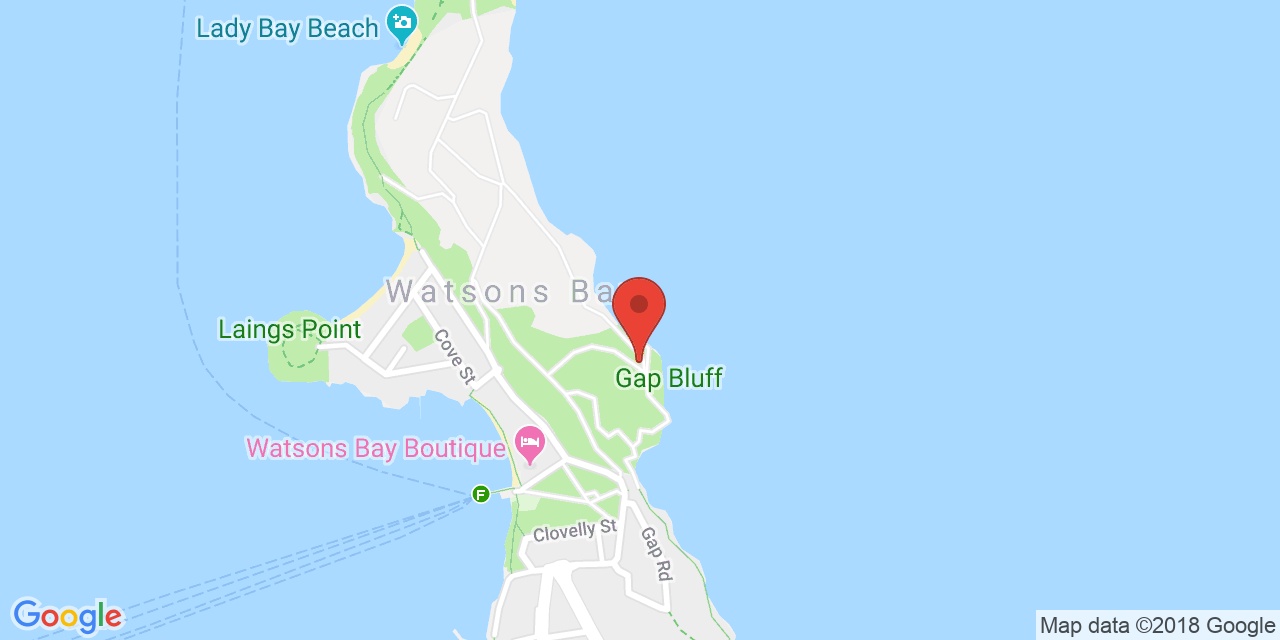 Lady Bay Beach
Watsons Ba
Laings Point
Cove St
Gap Bluff
Watsons Bay Boutique
F
Clovelly St
Gap Rd
Google
Map data ©2018 Google